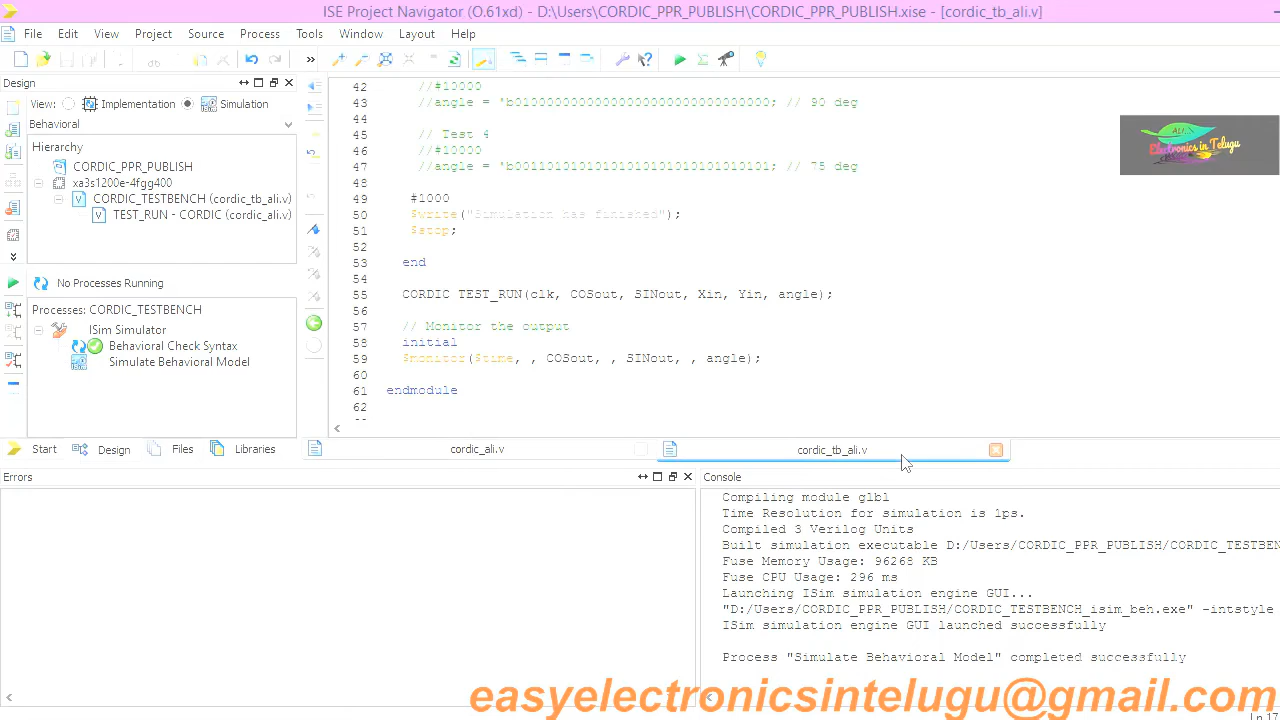 ISE Project Navigator (O.61xd) - D:\Users\CORDIC_PPR_PUBLISH\CORDIC_PPR_PUBLISH.xise - [cordic_tb_ali.v]
File Edit View Project Source Process Tools Window Layout Help
Design
View: Implementation Simulation
Behavioral
Hierarchy
CORDIC_PPR_PUBLISH
xa3s1200e-4fgg400
CORDIC_TESTBENCH (cordic_tb_ali.v)
TEST_RUN - CORDIC (cordic_ali.v)
No Processes Running
Processes: CORDIC_TESTBENCH
ISim Simulator
Behavioral Check Syntax
Simulate Behavioral Model
Start Design Files Libraries
42 //#10000
43 // 90 deg
44
45 // Test 4
46 //#10000
47 // 75 deg
48
49 #1000
50 $write("Simulation has finished");
51 $stop;
52
53 end
54
55 CORDIC TEST_RUN(clk, COSout, SINout, Xin, Yin, angle);
56
57 // Monitor the output
58 initial
59 $monitor($time, , COSout, , SINout, , angle);
60
61 endmodule
62
cordic_ali.v cordic_tb_ali.v
Electronics in Telugu
Errors
Console
Compiling module glbl
Time Resolution for simulation is 1ps.
Compiled 3 Verilog Units
Built simulation executable D:/Users/CORDIC_PPR_PUBLISH/CORDIC_TESTBEN
Fuse Memory Usage: 96268 KB
Fuse CPU Usage: 296 ms
Launching ISim simulation engine GUI...
"D:/Users/CORDIC_PPR_PUBLISH/CORDIC_TESTBENCH_isim_beh.exe" -intstyle
ISim simulation engine GUI launched successfully
Process "Simulate Behavioral Model" completed successfully
easyelectronicsintelugu@gmail.com